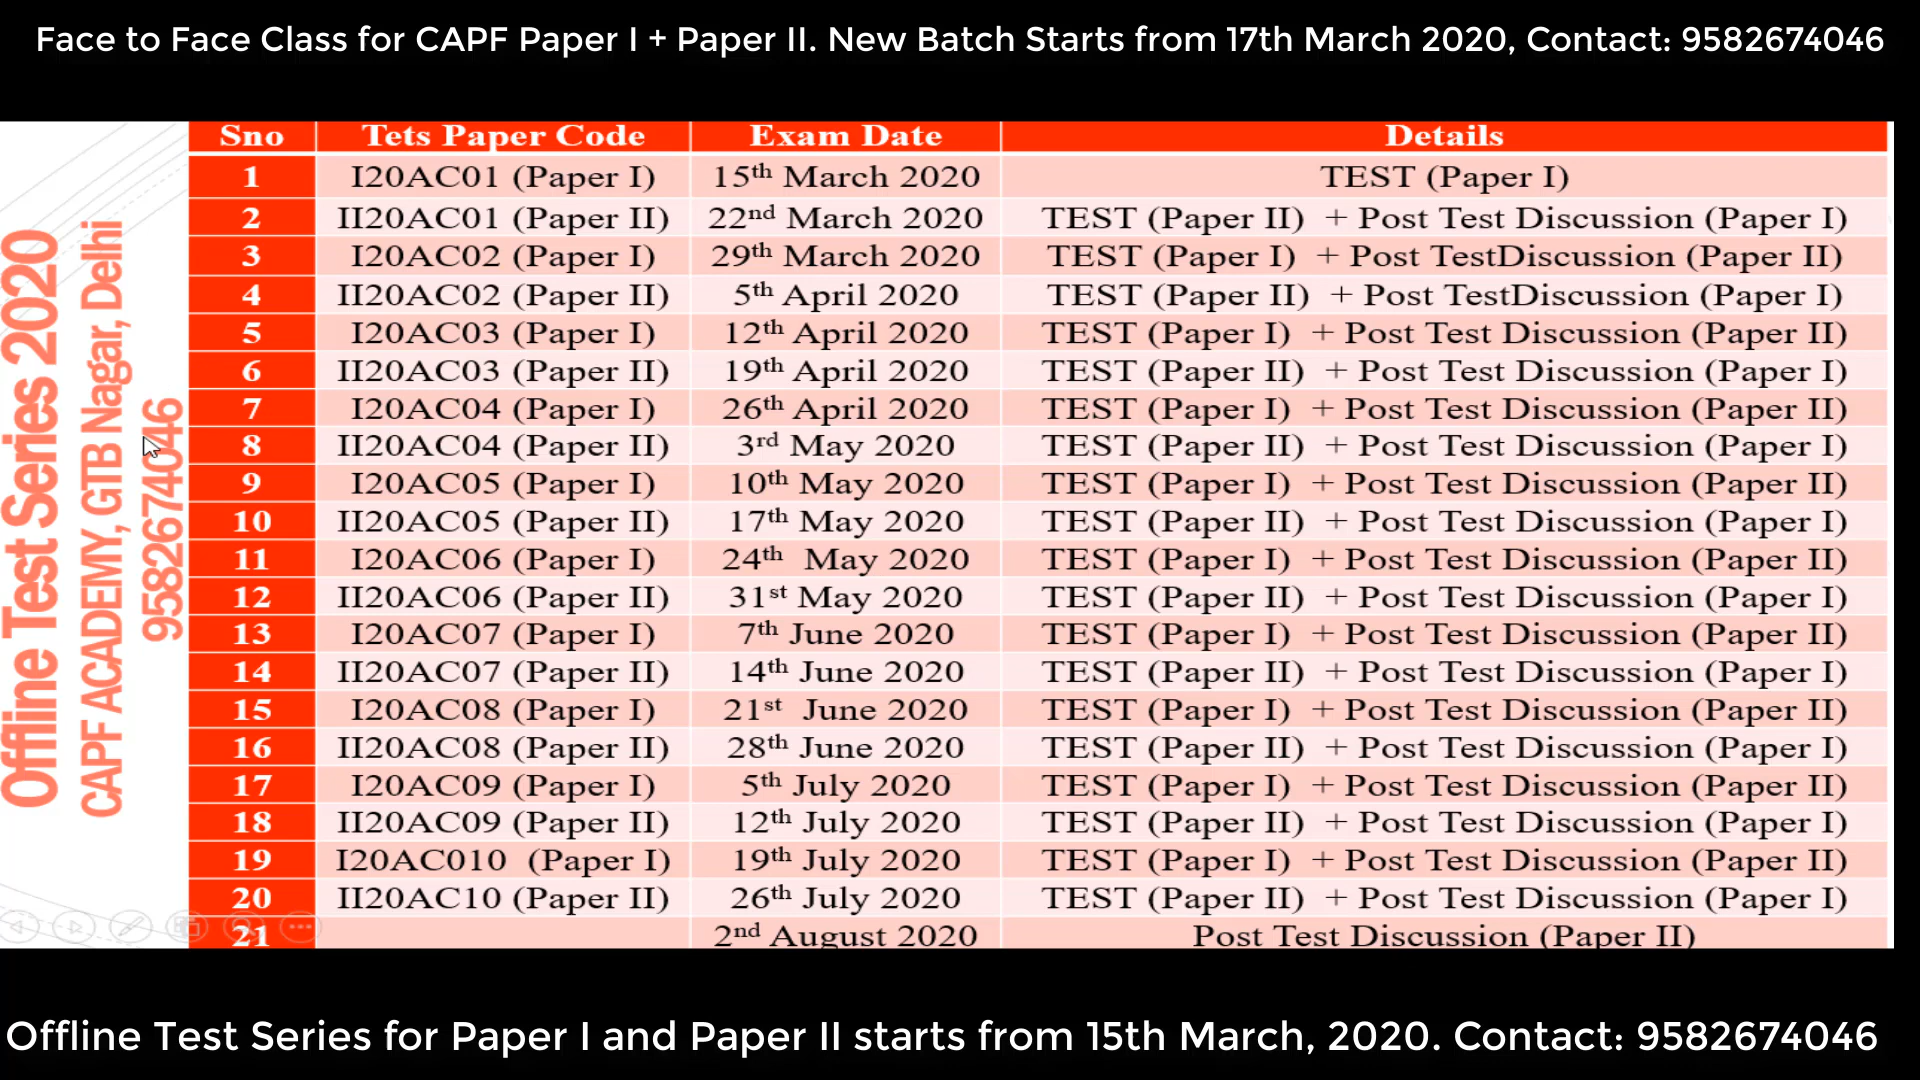 Face to Face Class for CAPF Paper I + Paper II. New Batch Starts from 17th March 2020, Contact: 9582674046
Offline Test Series 2020
CAPF ACADEMY, GTB Nagar, Delhi
9582674046
Sno Tets Paper Code Exam Date Details
1 I20AC01 (Paper I) 15th March 2020 TEST (Paper I)
2 II20AC01 (Paper II) 22nd March 2020 TEST (Paper II) + Post Test Discussion (Paper I)
3 I20AC02 (Paper I) 29th March 2020 TEST (Paper I) + Post TestDiscussion (Paper II)
4 II20AC02 (Paper II) 5th April 2020 TEST (Paper II) + Post TestDiscussion (Paper I)
5 I20AC03 (Paper I) 12th April 2020 TEST (Paper I) + Post Test Discussion (Paper II)
6 II20AC03 (Paper II) 19th April 2020 TEST (Paper II) + Post Test Discussion (Paper I)
7 I20AC04 (Paper I) 26th April 2020 TEST (Paper I) + Post Test Discussion (Paper II)
8 II20AC04 (Paper II) 3rd May 2020 TEST (Paper II) + Post Test Discussion (Paper I)
9 I20AC05 (Paper I) 10th May 2020 TEST (Paper I) + Post Test Discussion (Paper II)
10 II20AC05 (Paper II) 17th May 2020 TEST (Paper II) + Post Test Discussion (Paper I)
11 I20AC06 (Paper I) 24th May 2020 TEST (Paper I) + Post Test Discussion (Paper II)
12 II20AC06 (Paper II) 31st May 2020 TEST (Paper II) + Post Test Discussion (Paper I)
13 I20AC07 (Paper I) 7th June 2020 TEST (Paper I) + Post Test Discussion (Paper II)
14 II20AC07 (Paper II) 14th June 2020 TEST (Paper II) + Post Test Discussion (Paper I)
15 I20AC08 (Paper I) 21st June 2020 TEST (Paper I) + Post Test Discussion (Paper II)
16 II20AC08 (Paper II) 28th June 2020 TEST (Paper II) + Post Test Discussion (Paper I)
17 I20AC09 (Paper I) 5th July 2020 TEST (Paper I) + Post Test Discussion (Paper II)
18 II20AC09 (Paper II) 12th July 2020 TEST (Paper II) + Post Test Discussion (Paper I)
19 I20AC010 (Paper I) 19th July 2020 TEST (Paper I) + Post Test Discussion (Paper II)
20 II20AC10 (Paper II) 26th July 2020 TEST (Paper II) + Post Test Discussion (Paper I)
21 2nd August 2020 Post Test Discussion (Paper II)
Offline Test Series for Paper I and Paper II starts from 15th March, 2020. Contact: 9582674046